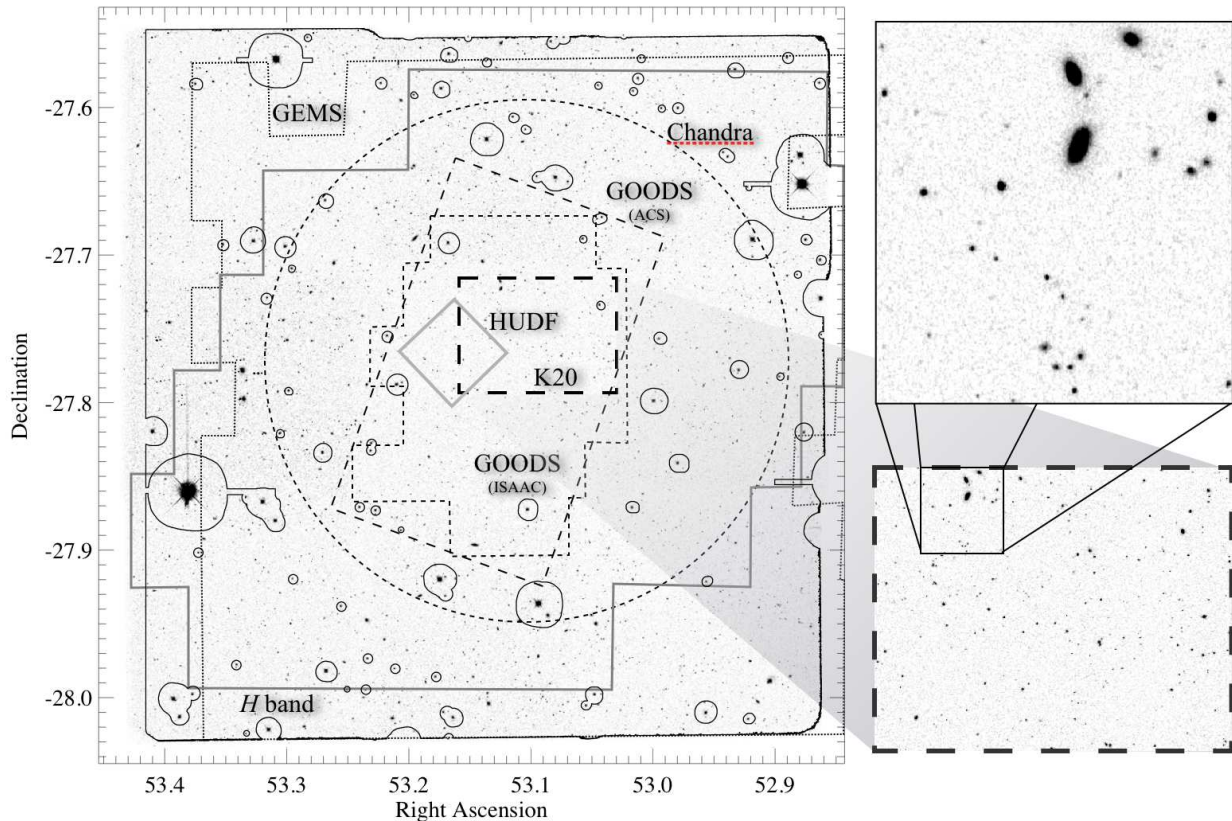 GEMS
Chandra
GOODS
(ACS)
HUDF
K20
GOODS
(ISAAC)
H band
-27.6
-27.7
-27.8
-27.9
-28.0
Declination
53.4
53.3
53.2
53.1
53.0
52.9
Right Ascension